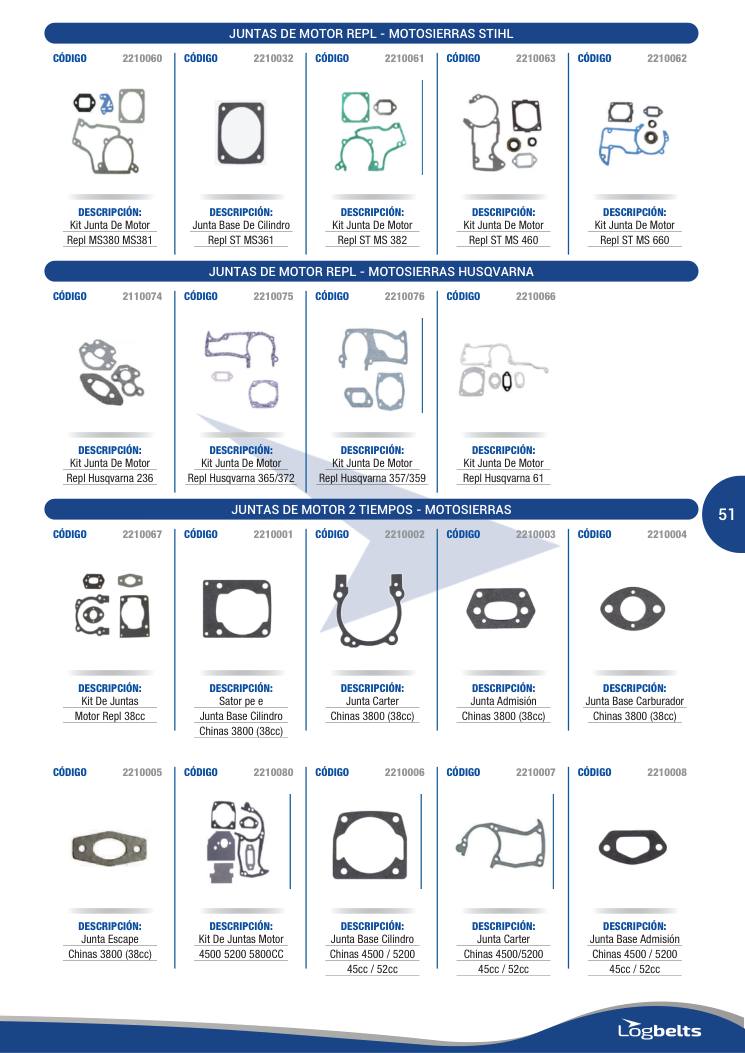 JUNTAS DE MOTOR REPL - MOTOSIERRAS STIHL
CÓDIGO 2210060
DESCRIPCIÓN:
Kit Junta De Motor
Repl MS380 MS381
CÓDIGO 2210032
DESCRIPCIÓN:
Junta Base De Cilindro
Repl ST MS361
CÓDIGO 2210061
DESCRIPCIÓN:
Kit Junta De Motor
Repl ST MS 382
CÓDIGO 2210063
DESCRIPCIÓN:
Kit Junta De Motor
Repl ST MS 460
CÓDIGO 2210062
DESCRIPCIÓN:
Kit Junta De Motor
Repl ST MS 660
JUNTAS DE MOTOR REPL - MOTOSIERRAS HUSQVARNA
CÓDIGO 2110074
DESCRIPCIÓN:
Kit Junta De Motor
Repl Husqvarna 236
CÓDIGO 2210075
DESCRIPCIÓN:
Kit Junta De Motor
Repl Husqvarna 365/372
CÓDIGO 2210076
DESCRIPCIÓN:
Kit Junta De Motor
Repl Husqvarna 357/359
CÓDIGO 2210066
DESCRIPCIÓN:
Kit Junta De Motor
Repl Husqvarna 61
JUNTAS DE MOTOR 2 TIEMPOS - MOTOSIERRAS
51
CÓDIGO 2210067
DESCRIPCIÓN:
Kit De Juntas
Motor Repl 38cc
CÓDIGO 2210001
DESCRIPCIÓN:
Sator pe e
Junta Base Cilindro
Chinas 3800 (38cc)
CÓDIGO 2210002
DESCRIPCIÓN:
Junta Carter
Chinas 3800 (38cc)
CÓDIGO 2210003
DESCRIPCIÓN:
Junta Admisión
Chinas 3800 (38cc)
CÓDIGO 2210004
DESCRIPCIÓN:
Junta Base Carburador
Chinas 3800 (38cc)
CÓDIGO 2210005
DESCRIPCIÓN:
Junta Escape
Chinas 3800 (38cc)
CÓDIGO 2210080
DESCRIPCIÓN:
Kit De Juntas Motor
4500 5200 5800CC
CÓDIGO 2210006
DESCRIPCIÓN:
Junta Base Cilindro
Chinas 4500 / 5200
45cc / 52cc
CÓDIGO 2210007
DESCRIPCIÓN:
Junta Carter
Chinas 4500/5200
45cc / 52cc
CÓDIGO 2210008
DESCRIPCIÓN:
Junta Base Admisión
Chinas 4500 / 5200
45cc / 52cc
Logbelts